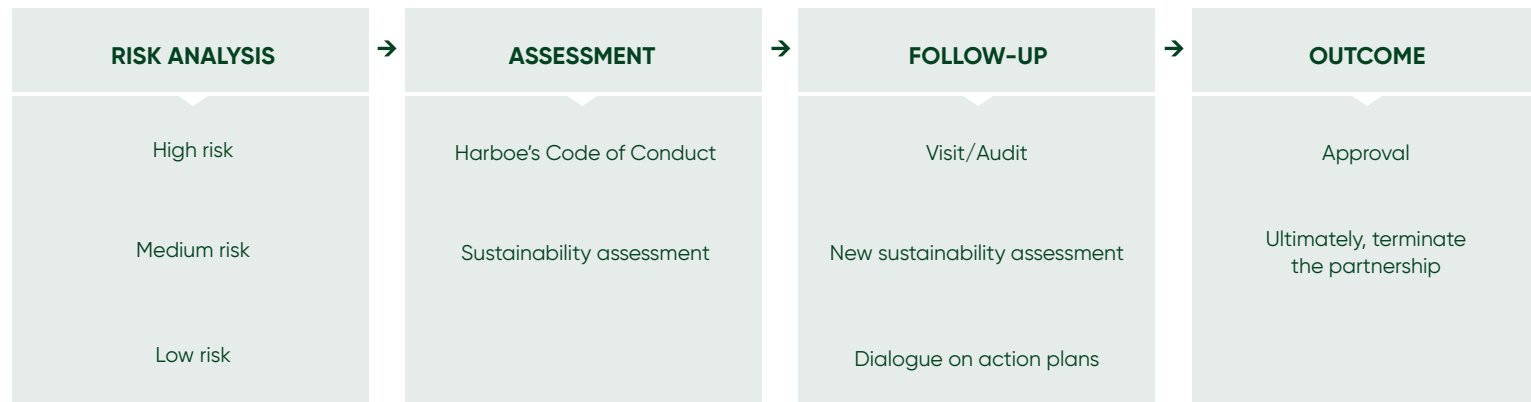 RISK ANALYSIS
High risk
Medium risk
Low risk
ASSESSMENT
Harboe’s Code of Conduct
Sustainability assessment
FOLLOW-UP
Visit/Audit
New sustainability assessment
Dialogue on action plans
OUTCOME
Approval
Ultimately, terminate
the partnership